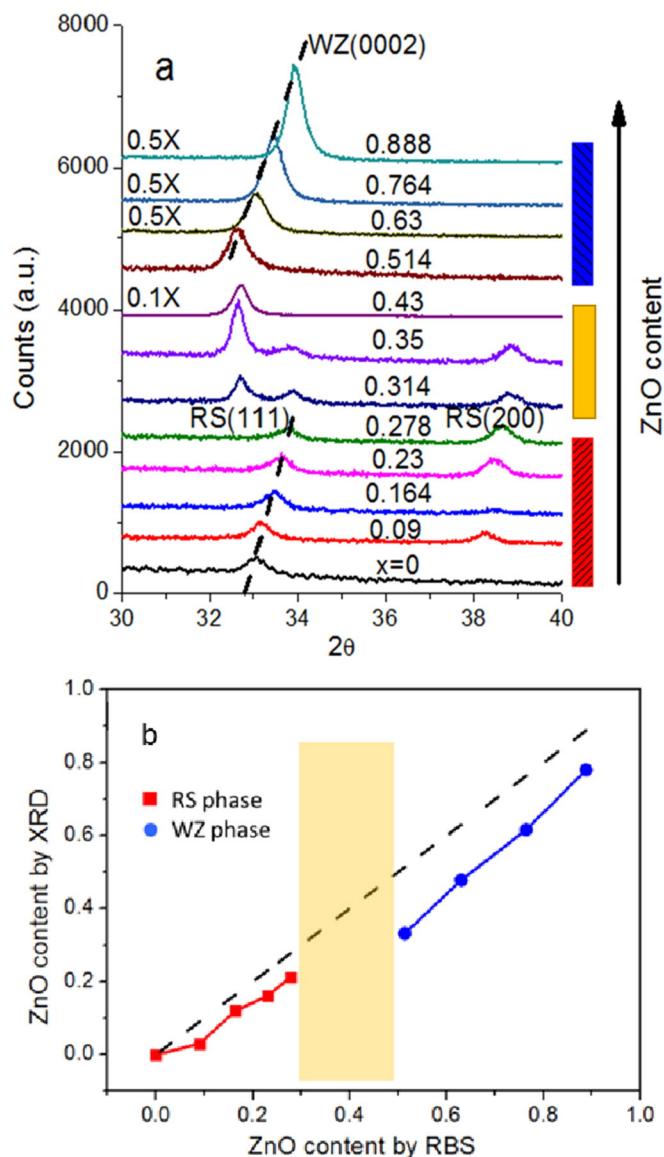 8000
6000
4000
2000
0
Counts (a.u.)
a
WZ(0002)
0.5X 0.888
0.5X 0.764
0.5X 0.63
0.514
0.1X 0.43
0.35
0.314
RS(111) RS(200)
0.278
0.23
0.164
0.09
x=0
30 32 34 36 38 40
2θ
ZnO content
b
1.0
0.8
0.6
0.4
0.2
0.0
ZnO content by XRD
RS phase
WZ phase
0.0 0.2 0.4 0.6 0.8 1.0
ZnO content by RBS